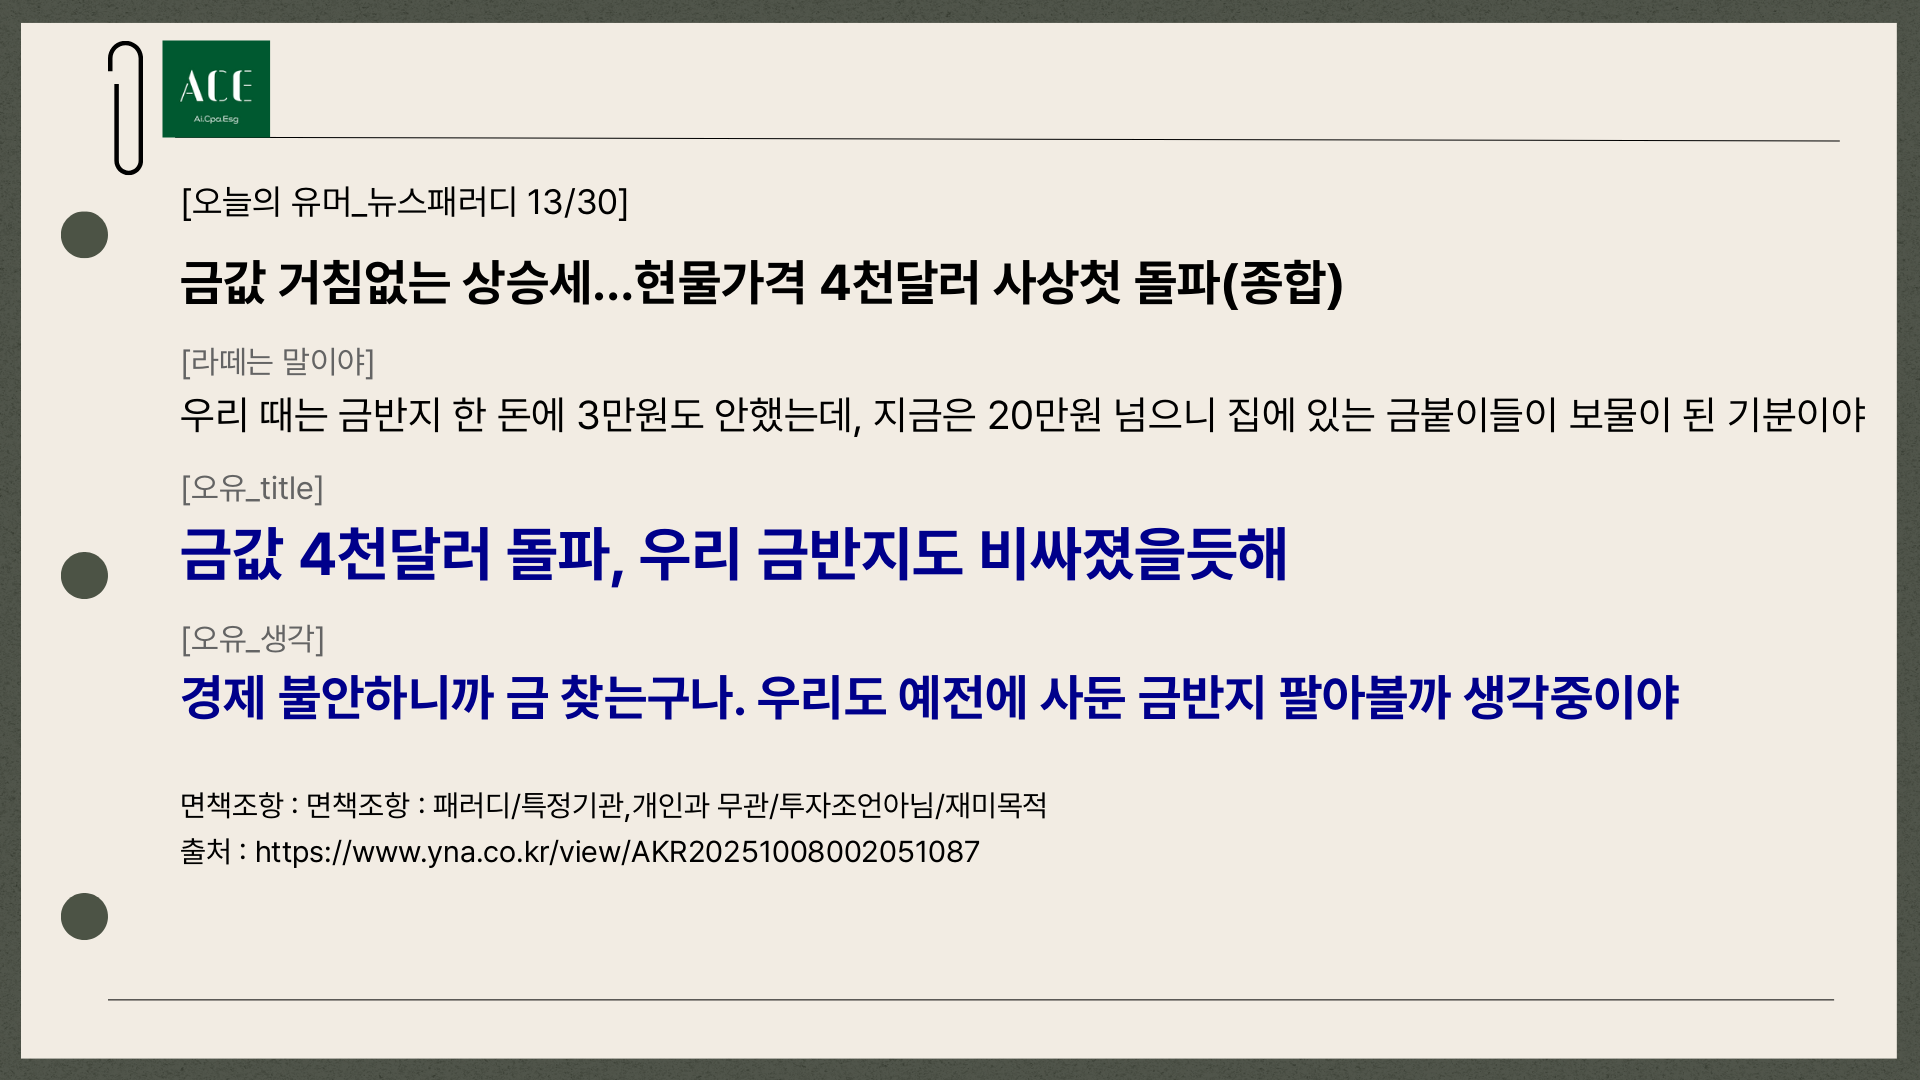 ACE
Ai.Cpa.Esg
[오늘의 유머_뉴스패러디 13/30]
금값 거침없는 상승세...현물가격 4천달러 사상첫 돌파(종합)
[라떼는 말이야]
우리 때는 금반지 한 돈에 3만원도 안했는데, 지금은 20만원 넘으니 집에 있는 금붙이들이 보물이 된 기분이야
[오유_title]
금값 4천달러 돌파, 우리 금반지도 비싸졌을듯해
[오유_생각]
경제 불안하니까 금 찾는구나. 우리도 예전에 사둔 금반지 팔아볼까 생각중이야
면책조항 : 면책조항 : 패러디/특정기관,개인과 무관/투자조언아님/재미목적
출처 : https://www.yna.co.kr/view/AKR20251008002051087